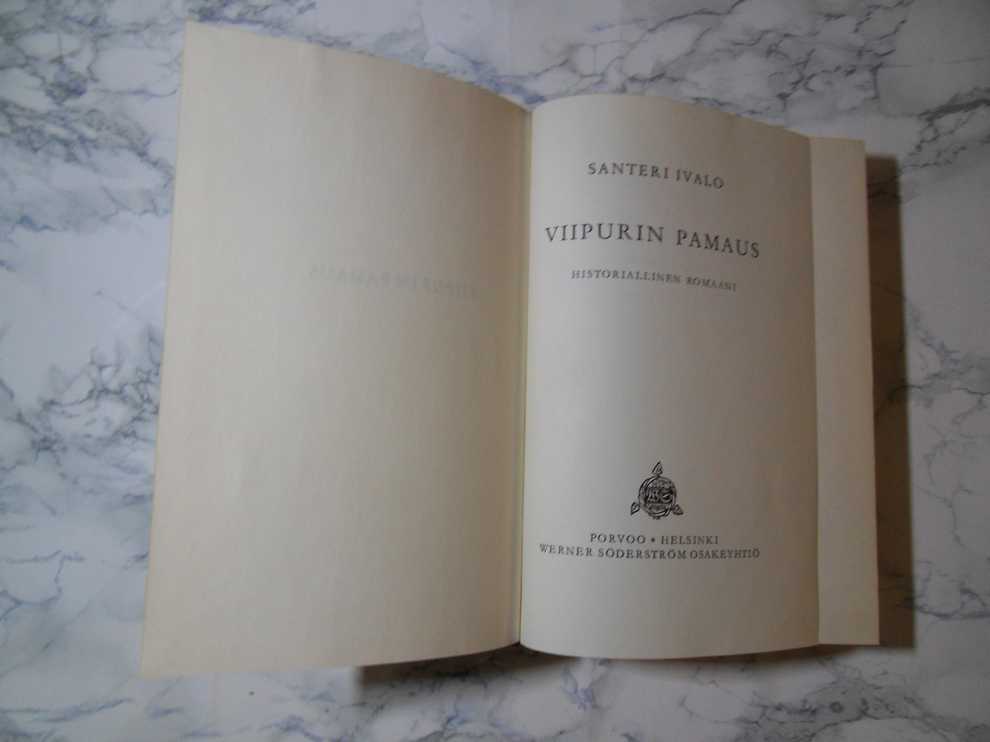 SANTERI IVALO
VIIPURIN PAMAUS
HISTORIALLINEN ROMAANI
PORVOO • HELSINKI
WERNER SÖDERSTRÖM OSAKEYHTIÖ